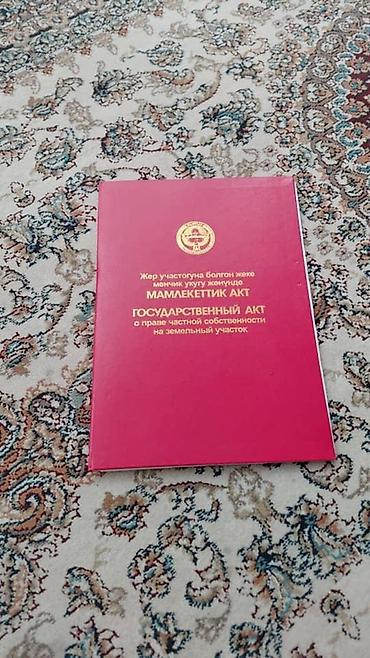 Жер участогуна болгон жеке
менчик укугу жөнүндө
МАМЛЕКЕТТИК АКТ
ГОСУДАРСТВЕННЫЙ АКТ
о праве частной собственности
на земельный участок